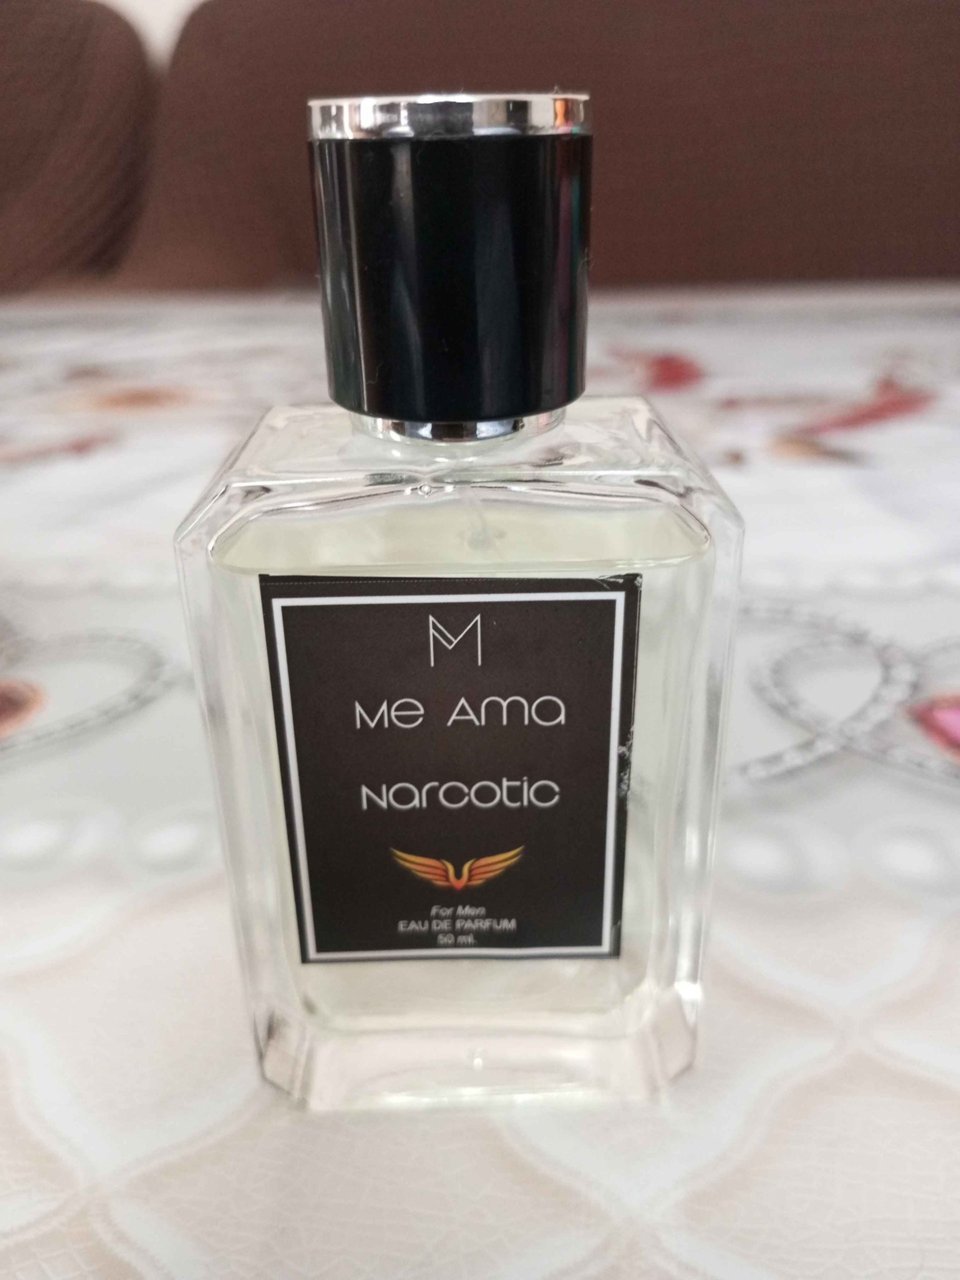 M
Me Ama
Narcotic
For Men
EAU DE PARFUM
50 ml.